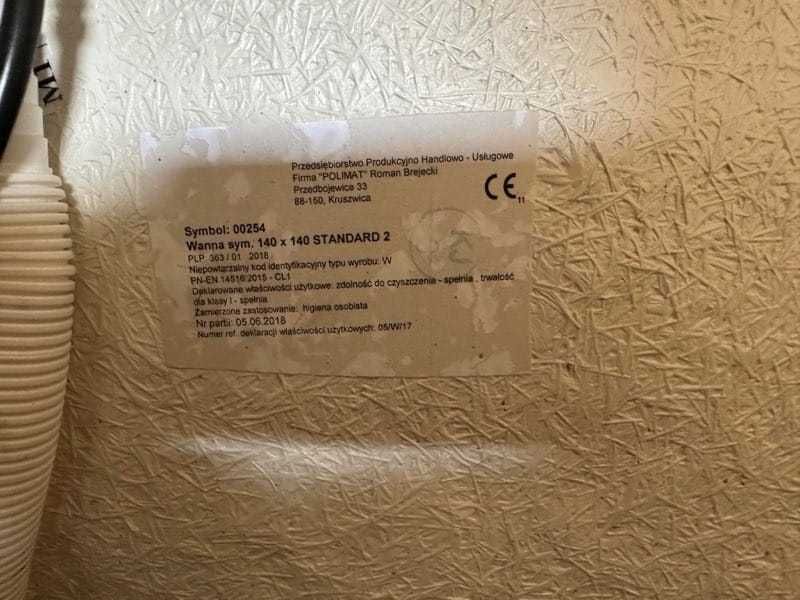 Przedsiębiorstwo Produkcyjno Handlowo - Usługowe
Firma "POLIMAT" Roman Brejecki
Przedbojewice 33
88-150, Kruszwica
CE
11
Symbol: 00254
Wanna sym, 140 x 140 STANDARD 2
PLP 363 / 01 2018
Niepowtarzalny kod identyfikacyjny typu wyrobu: W
PN-EN 14516:2015 - CL1
Deklarowane właściwości użytkowe: zdolność do czyszczenia - spełnia , trwałość
dla klasy I - spełnia
Zamierzone zastosowanie: higiena osobista
Nr partii: 05.06.2018
Numer ref. deklaracji właściwości użytkowych: 05/W/17